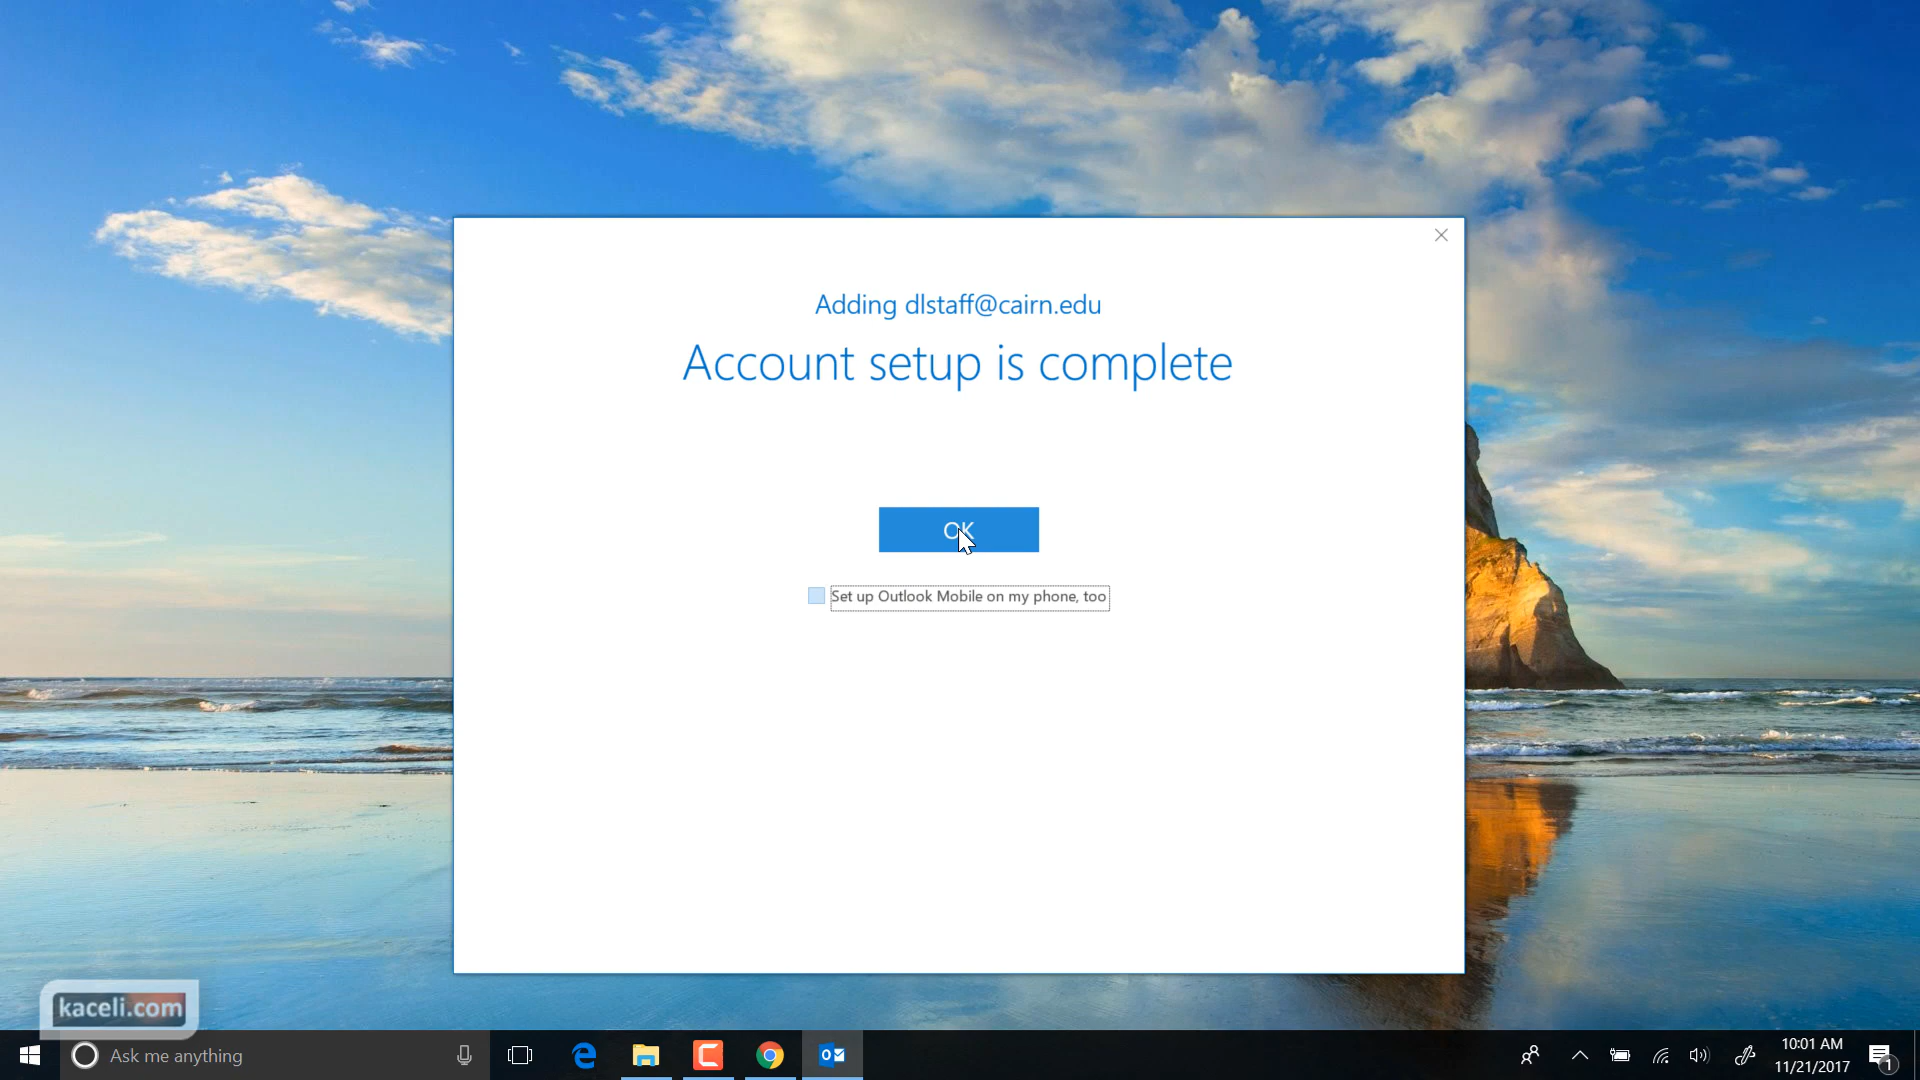 Adding dlstaff@cairn.edu
Account setup is complete
OK
Set up Outlook Mobile on my phone, too
kaceli.com
Ask me anything
10:01 AM
11/21/2017
1